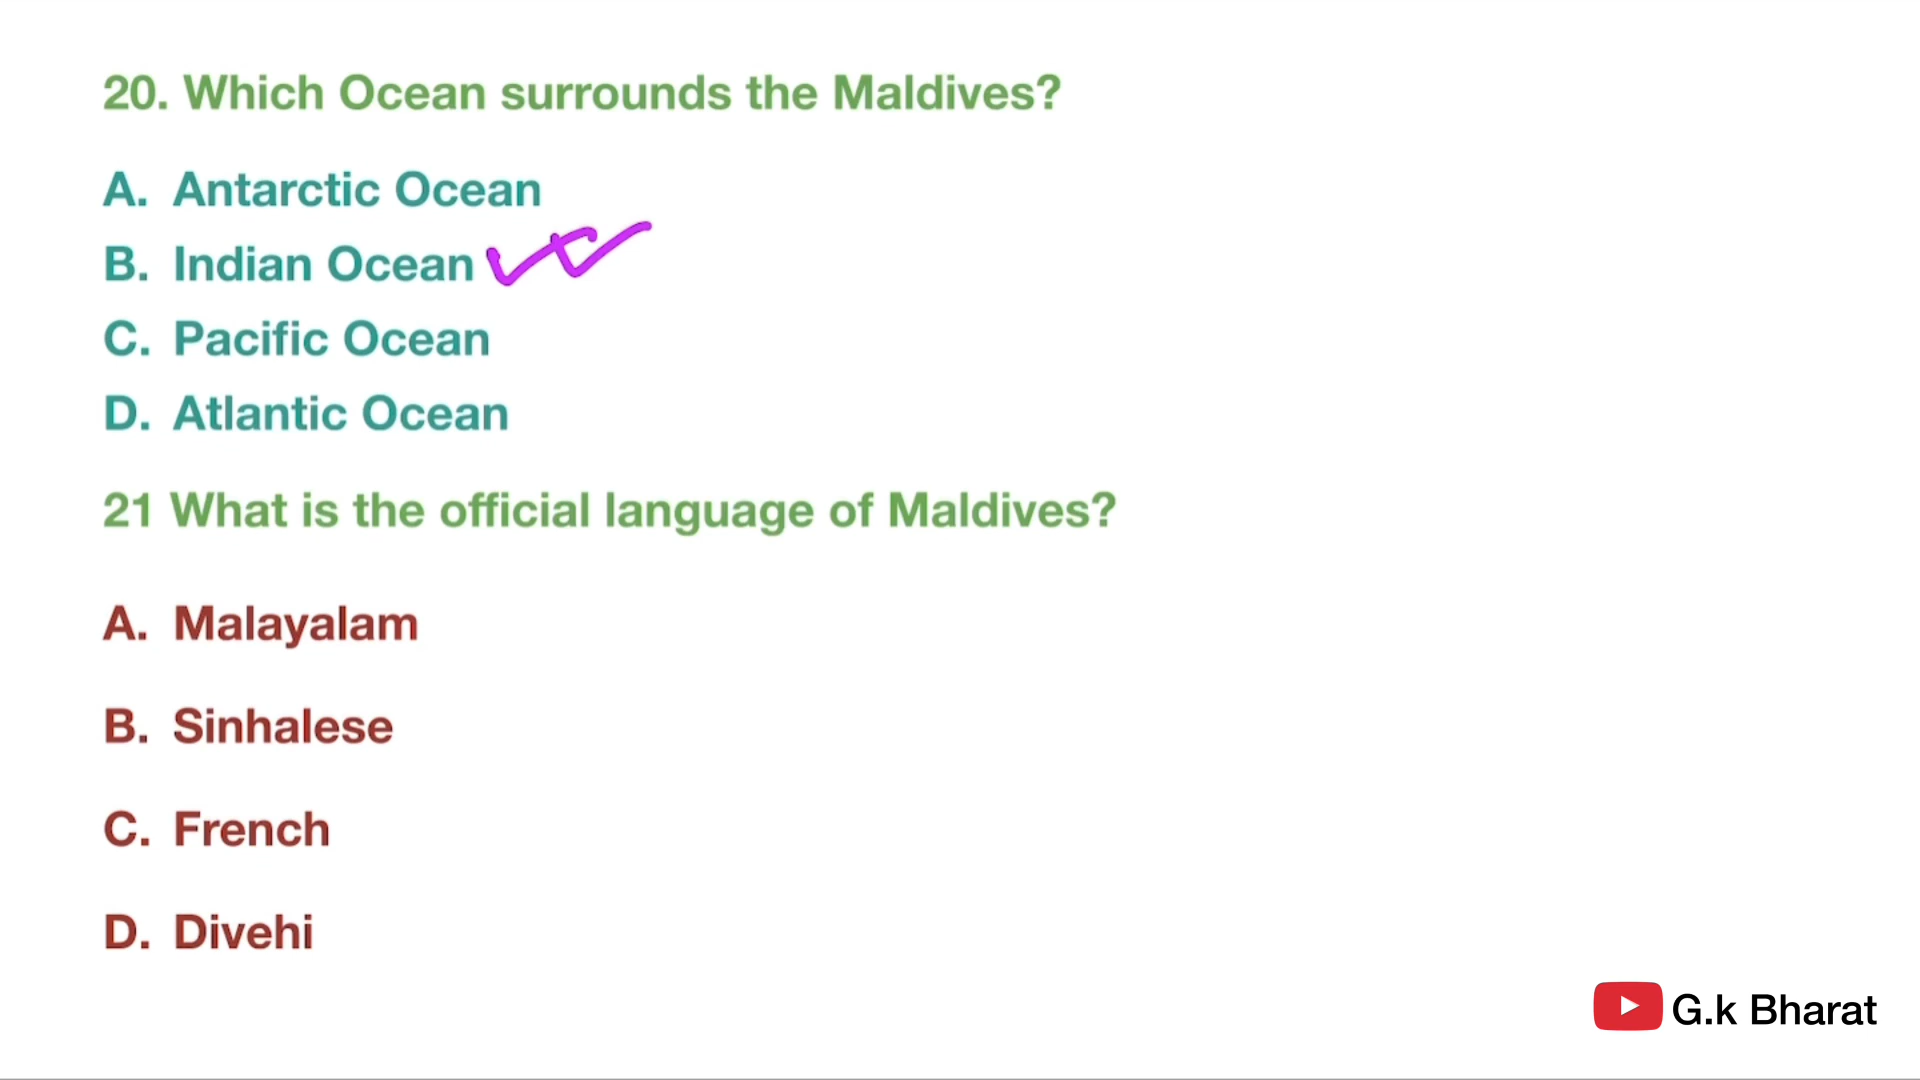 20. Which Ocean surrounds the Maldives?
A. Antarctic Ocean
B. Indian Ocean
C. Pacific Ocean
D. Atlantic Ocean
21 What is the official language of Maldives?
A. Malayalam
B. Sinhalese
C. French
D. Divehi
G.k Bharat